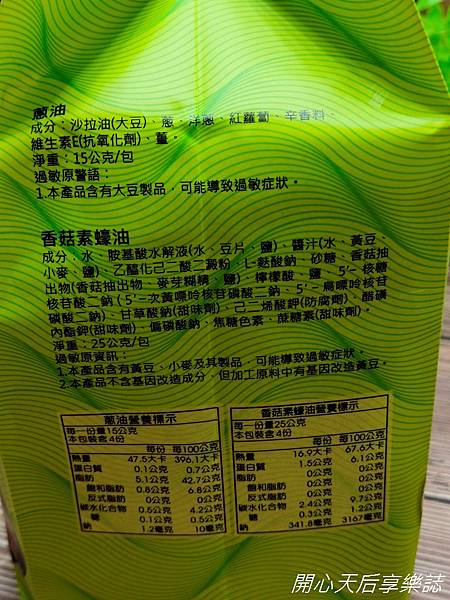 蔥油
成分：沙拉油(大豆)、蔥、洋蔥、紅蘿蔔、辛香料、
維生素E(抗氧化劑)、薑。
淨重：15公克/包
過敏原警語：
1.本產品含有大豆製品，可能導致過敏症狀。
香菇素蠔油
成分：水、胺基酸水解液(水、豆片、鹽)、醬汁(水、黃豆、
小麥、鹽)、乙醯化己二酸二澱粉、L-麩酸鈉、砂糖、香菇抽
出物(香菇抽出物、麥芽糊精、鹽)、檸檬酸、鹽、5'-核糖
核苷酸二鈉(5'-次黃嘌呤核苷磷酸二鈉、5'-鳥嘌呤核苷
磷酸二鈉)、甘草酸鈉(甜味劑)、己二烯酸鉀(防腐劑)、醋磺
內酯鉀(甜味劑)、偏磷酸鈉、焦糖色素、蔗糖素(甜味劑)。
淨重：25公克/包
過敏原資訊：
1.本產品含有黃豆、小麥及其製品，可能導致過敏症狀。
2.本產品不含基因改造成分，但加工原料中有基因改造黃豆。
蔥油營養標示
每一份量15公克
本包裝含4份
每份 每100公克
熱量 47.5大卡 396.1大卡
蛋白質 0.1公克 0.7公克
脂肪 5.1公克 42.7公克
飽和脂肪 0.8公克 6.8公克
反式脂肪 0公克 0公克
碳水化合物 0.5公克 4.2公克
糖 0.1公克 0.5公克
鈉 1.2毫克 10毫克
香菇素蠔油營養標示
每一份量25公克
本包裝含4份
每份 每100公克
熱量 16.9大卡 67.6大卡
蛋白質 1.5公克 6.1公克
脂肪 0公克 0公克
飽和脂肪 0公克 0公克
反式脂肪 0公克 0公克
碳水化合物 2.4公克 9.7公克
糖 0.3公克 1.2公克
鈉 341.8毫克 3167毫克
開心天后享樂誌